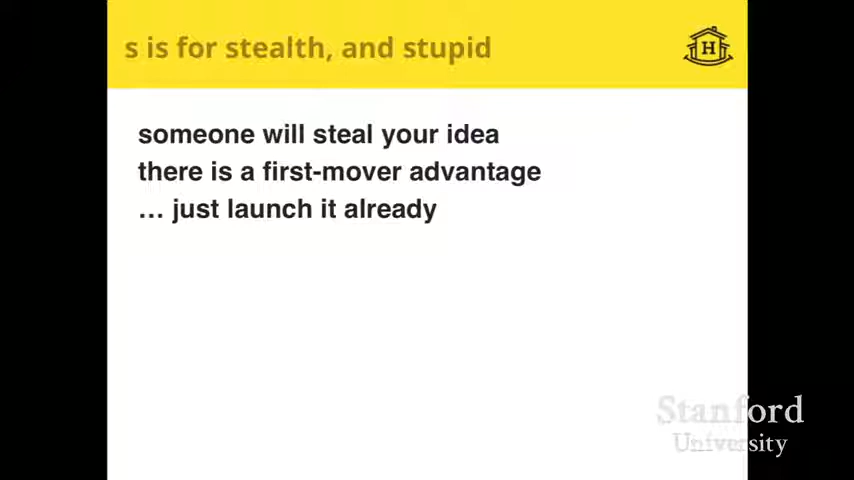 s is for stealth, and stupid
H
someone will steal your idea
there is a first-mover advantage
... just launch it already
Stanford
University